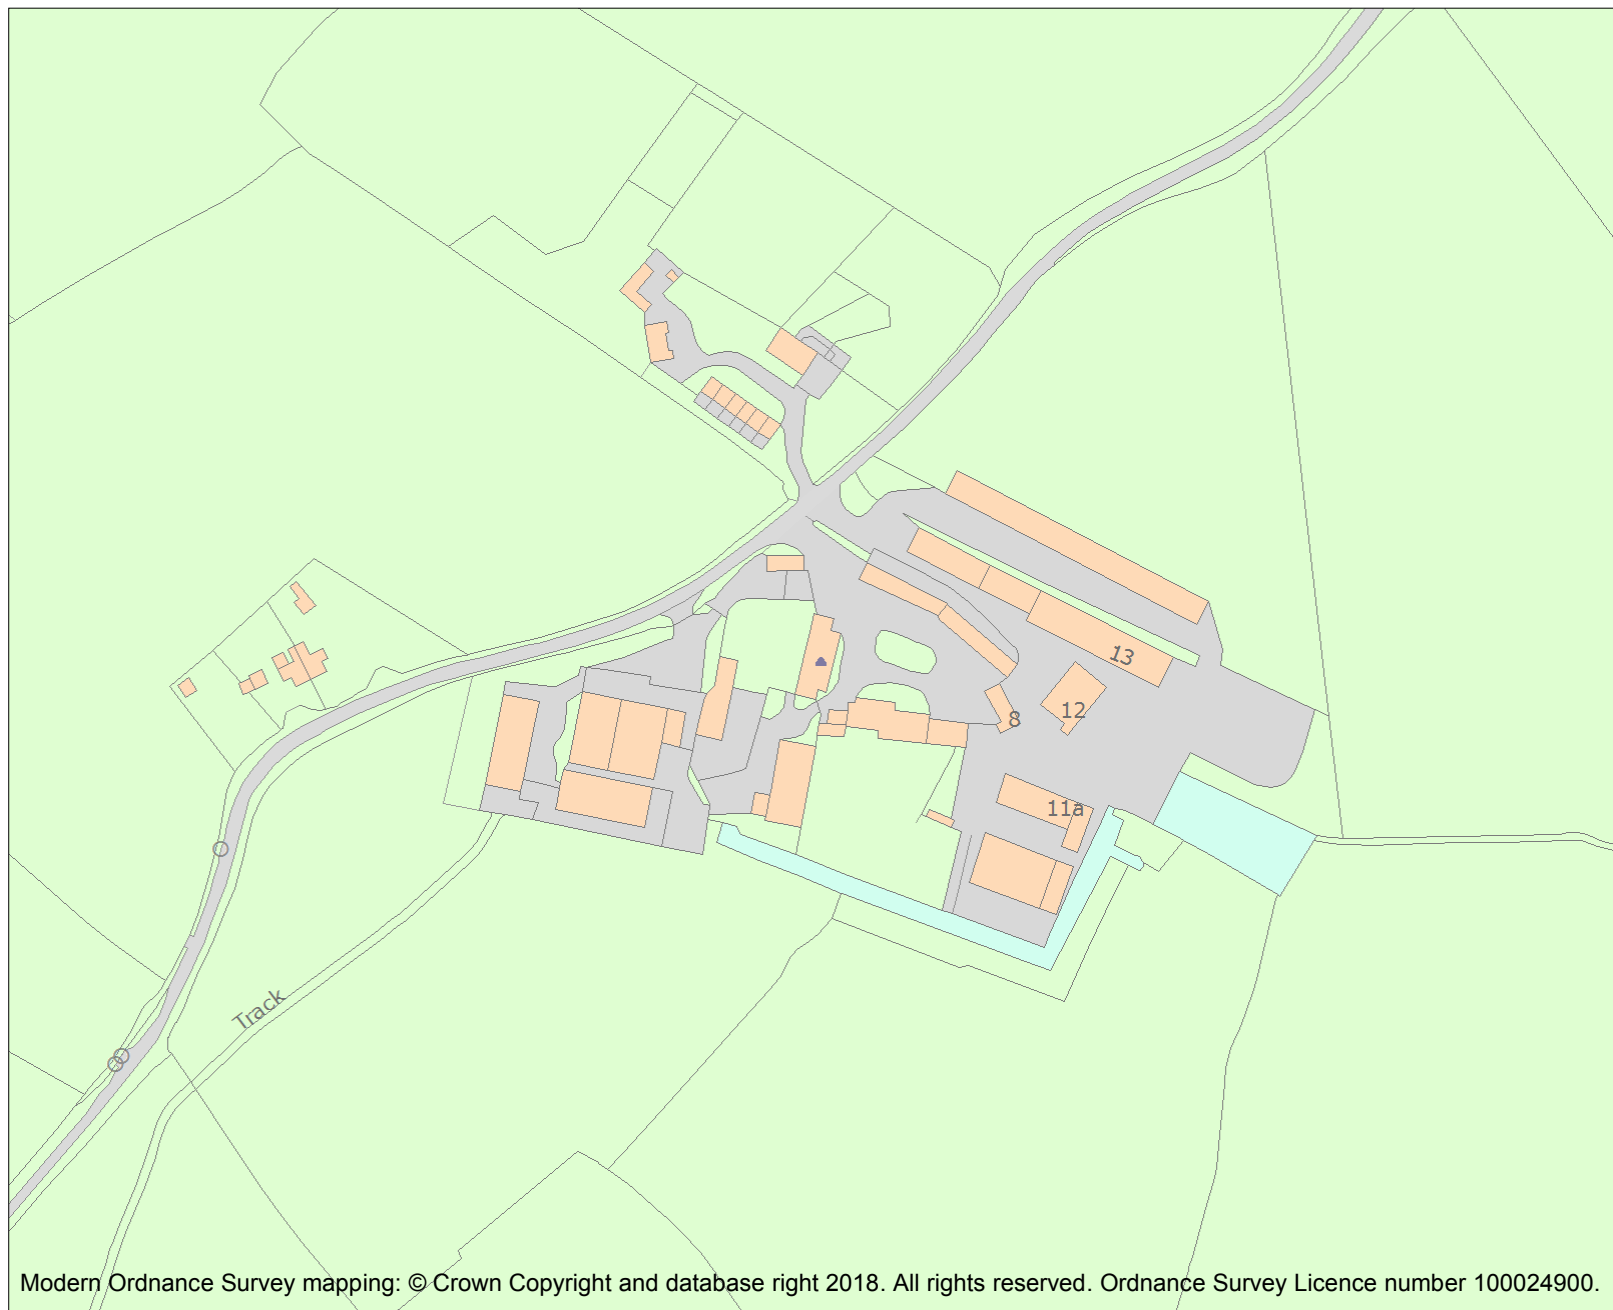 13
8
12
11a
Track
Modern Ordnance Survey mapping: © Crown Copyright and database right 2018. All rights reserved. Ordnance Survey Licence number 100024900.